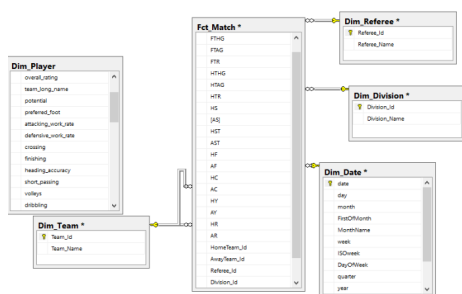 Dim_Player
overall_rating
team_long_name
potential
preferred_foot
attacking_work_rate
defensive_work_rate
crossing
finishing
heading_accuracy
short_passing
volleys
dribbling
Dim_Team *
Team_Id
Team_Name
Fct_Match *
FTHG
FTAG
FTR
HTHG
HTAG
HTR
HS
[AS]
HST
AST
HF
AF
HC
AC
HY
AY
HR
AR
HomeTeam_Id
AwayTeam_Id
Referee_Id
Division_Id
Dim_Referee *
Referee_Id
Referee_Name
Dim_Division *
Division_Id
Division_Name
Dim_Date *
date
day
month
FirstOfMonth
MonthName
week
ISOweek
DayOfWeek
quarter
year